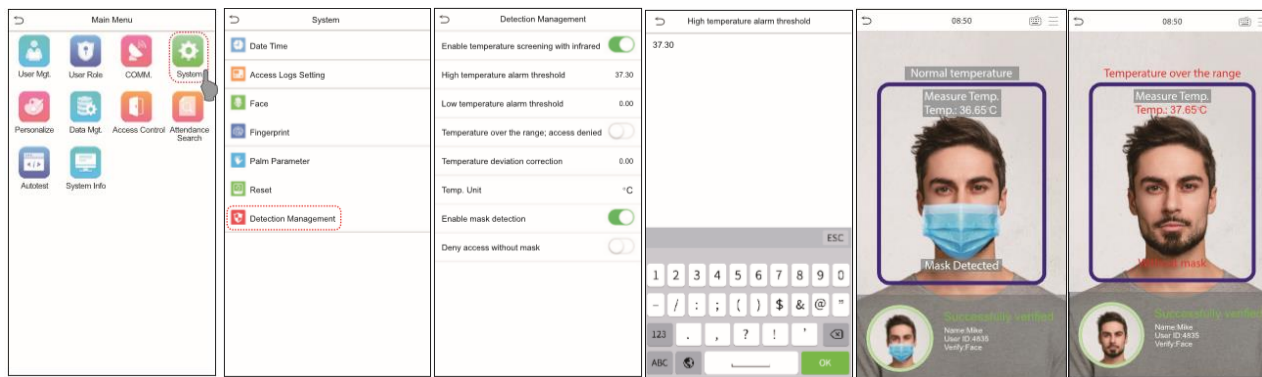 Main Menu
User Mgt.
User Role
COMM.
System
Personalize
Data Mgt.
Access Control
Attendance
Search
Autotest
System Info
System
Date Time
Access Logs Setting
Face
Fingerprint
Palm Parameter
Reset
Detection Management
Detection Management
Enable temperature screening with infrared
High temperature alarm threshold 37.30
Low temperature alarm threshold 0.00
Temperature over the range; access denied
Temperature deviation correction 0.00
Temp. Unit °C
Enable mask detection
Deny access without mask
High temperature alarm threshold
37.30
ESC
1 2 3 4 5 6 7 8 9 0
- / : ; ( ) $ & @ "
123 . , ? ! '
ABC OK
08:50
Normal temperature
Measure Temp.
Temp.: 36.65°C
Mask Detected
Successfully verified
Name:Mike
User ID:4835
Verify:Face
08:50
Temperature over the range
Measure Temp.
Temp.: 37.65°C
Without mask
Successfully verified
Name:Mike
User ID:4835
Verify:Face